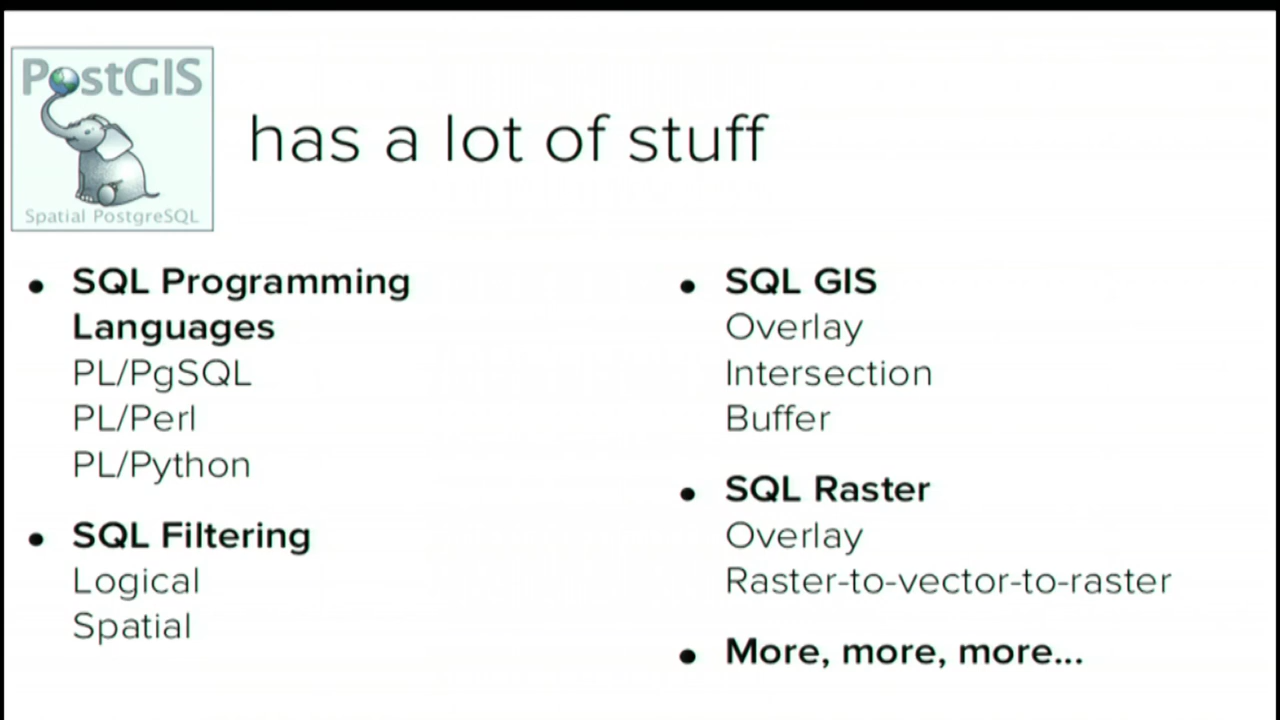 PostGIS
Spatial PostgreSQL
has a lot of stuff
• SQL Programming
Languages
PL/PgSQL
PL/Perl
PL/Python
• SQL Filtering
Logical
Spatial
• SQL GIS
Overlay
Intersection
Buffer
• SQL Raster
Overlay
Raster-to-vector-to-raster
• More, more, more...